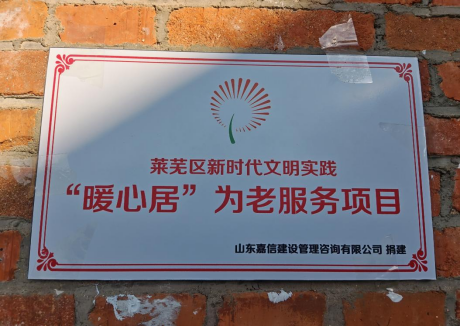 莱芜区新时代文明实践
“暖心居”为老服务项目
山东嘉信建设管理咨询有限公司 捐建